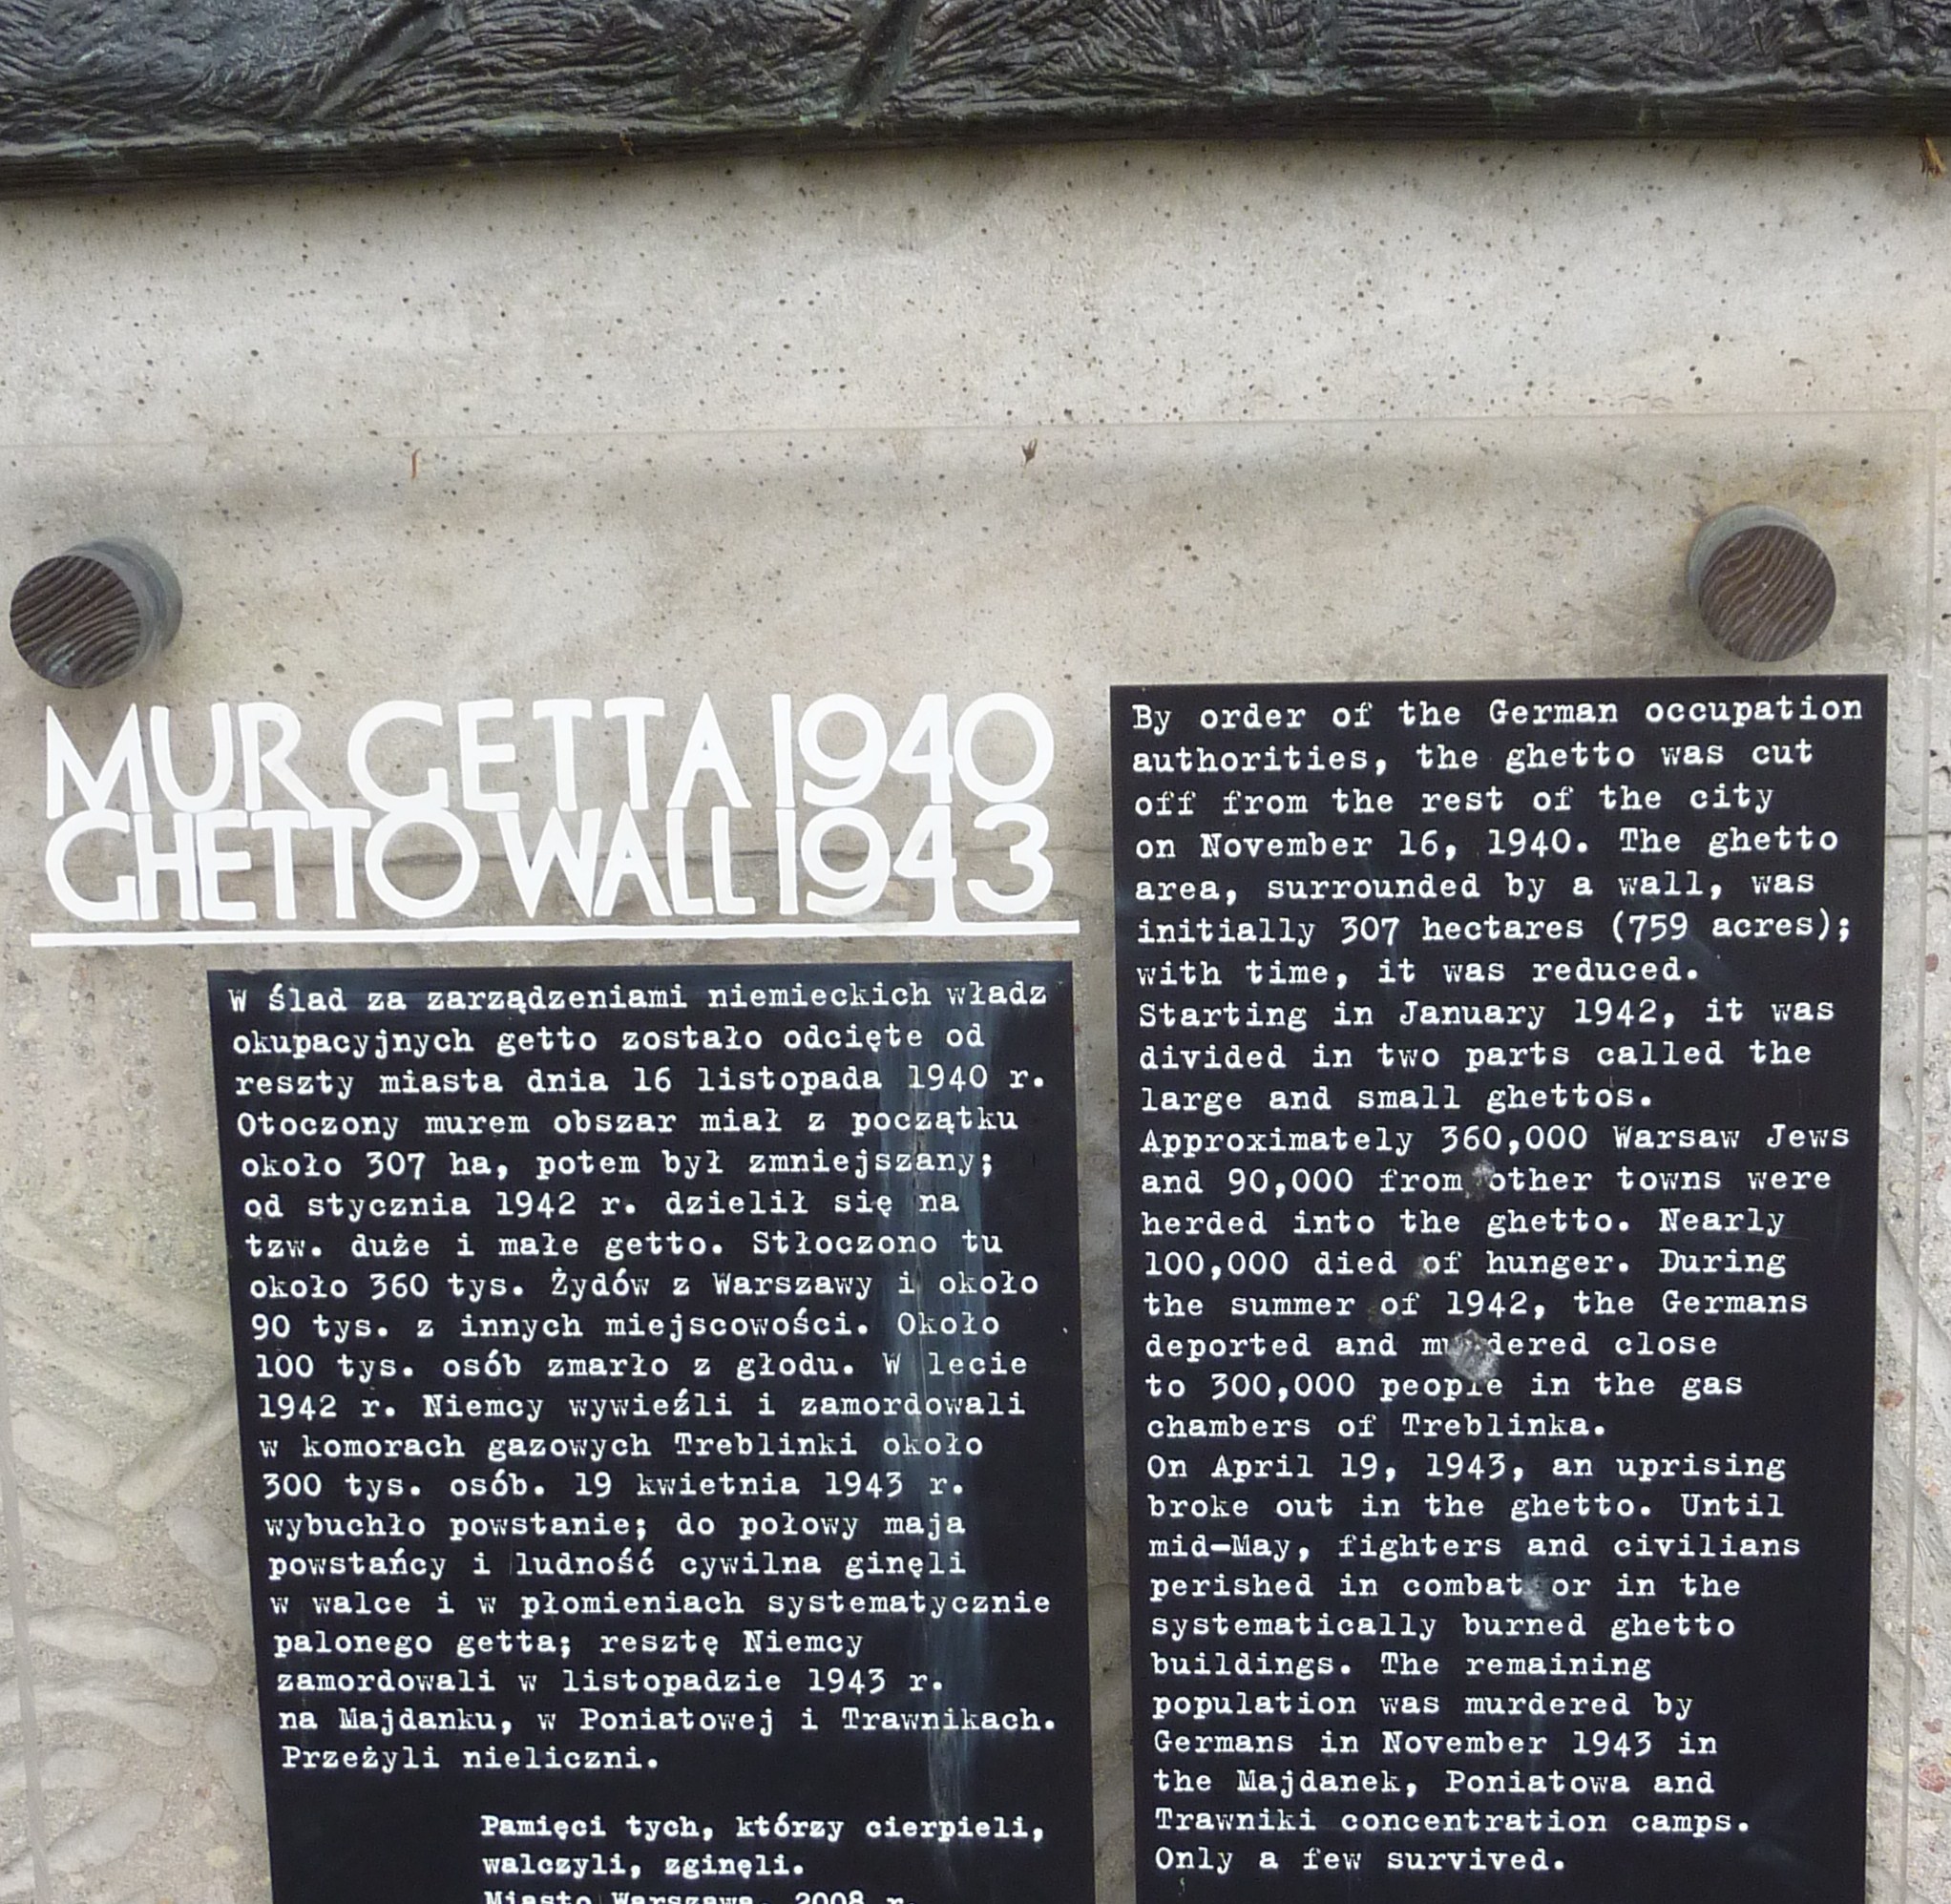 MUR GETTA 1940
GHETTO WALL 1943
W ślad za zarządzeniami niemieckich władz
okupacyjnych getto zostało odcięte od
reszty miasta dnia 16 listopada 1940 r.
Otoczony murem obszar miał z początku
około 307 ha, potem był zmniejszany;
od stycznia 1942 r. dzielił się na
tzw. duże i małe getto. Stłoczono tu
około 360 tys. Żydów z Warszawy i około
90 tys. z innych miejscowości. Około
100 tys. osób zmarło z głodu. W lecie
1942 r. Niemcy wywieźli i zamordowali
w komorach gazowych Treblinki około
300 tys. osób. 19 kwietnia 1943 r.
wybuchło powstanie; do połowy maja
powstańcy i ludność cywilna ginęli
w walce i w płomieniach systematycznie
palonego getta; resztę Niemcy
zamordowali w listopadzie 1943 r.
na Majdanku, w Poniatowej i Trawnikach.
Przeżyli nieliczni.
Pamięci tych, którzy cierpieli,
walczyli, zginęli.
Miasto Warszawa, 2008 r.
By order of the German occupation
authorities, the ghetto was cut
off from the rest of the city
on November 16, 1940. The ghetto
area, surrounded by a wall, was
initially 307 hectares (759 acres);
with time, it was reduced.
Starting in January 1942, it was
divided in two parts called the
large and small ghettos.
Approximately 360,000 Warsaw Jews
and 90,000 from other towns were
herded into the ghetto. Nearly
100,000 died of hunger. During
the summer of 1942, the Germans
deported and murdered close
to 300,000 people in the gas
chambers of Treblinka.
On April 19, 1943, an uprising
broke out in the ghetto. Until
mid-May, fighters and civilians
perished in combat or in the
systematically burned ghetto
buildings. The remaining
population was murdered by
Germans in November 1943 in
the Majdanek, Poniatowa and
Trawniki concentration camps.
Only a few survived.